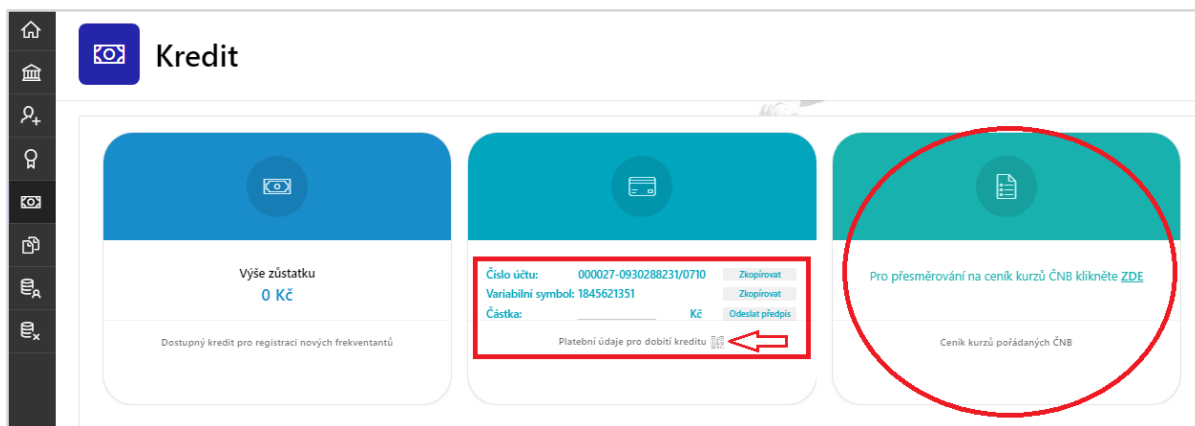 Kredit
Výše zůstatku
0 Kč
Dostupný kredit pro registraci nových frekventantů
Číslo účtu: 000027-0930288231/0710 Zkopírovat
Variabilní symbol: 1845621351 Zkopírovat
Částka: Kč Odeslat předpis
Platební údaje pro dobití kreditu
Pro přesměrování na ceník kurzů ČNB klikněte ZDE
Ceník kurzů pořádaných ČNB